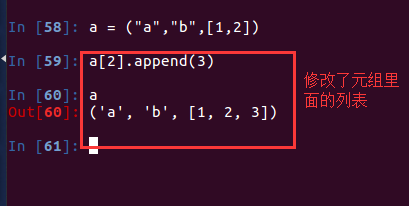 In [58]: a = ("a","b",[1,2])
In [59]: a[2].append(3)
In [60]: a
Out[60]: ('a', 'b', [1, 2, 3])
In [61]:
修改了元组里
面的列表